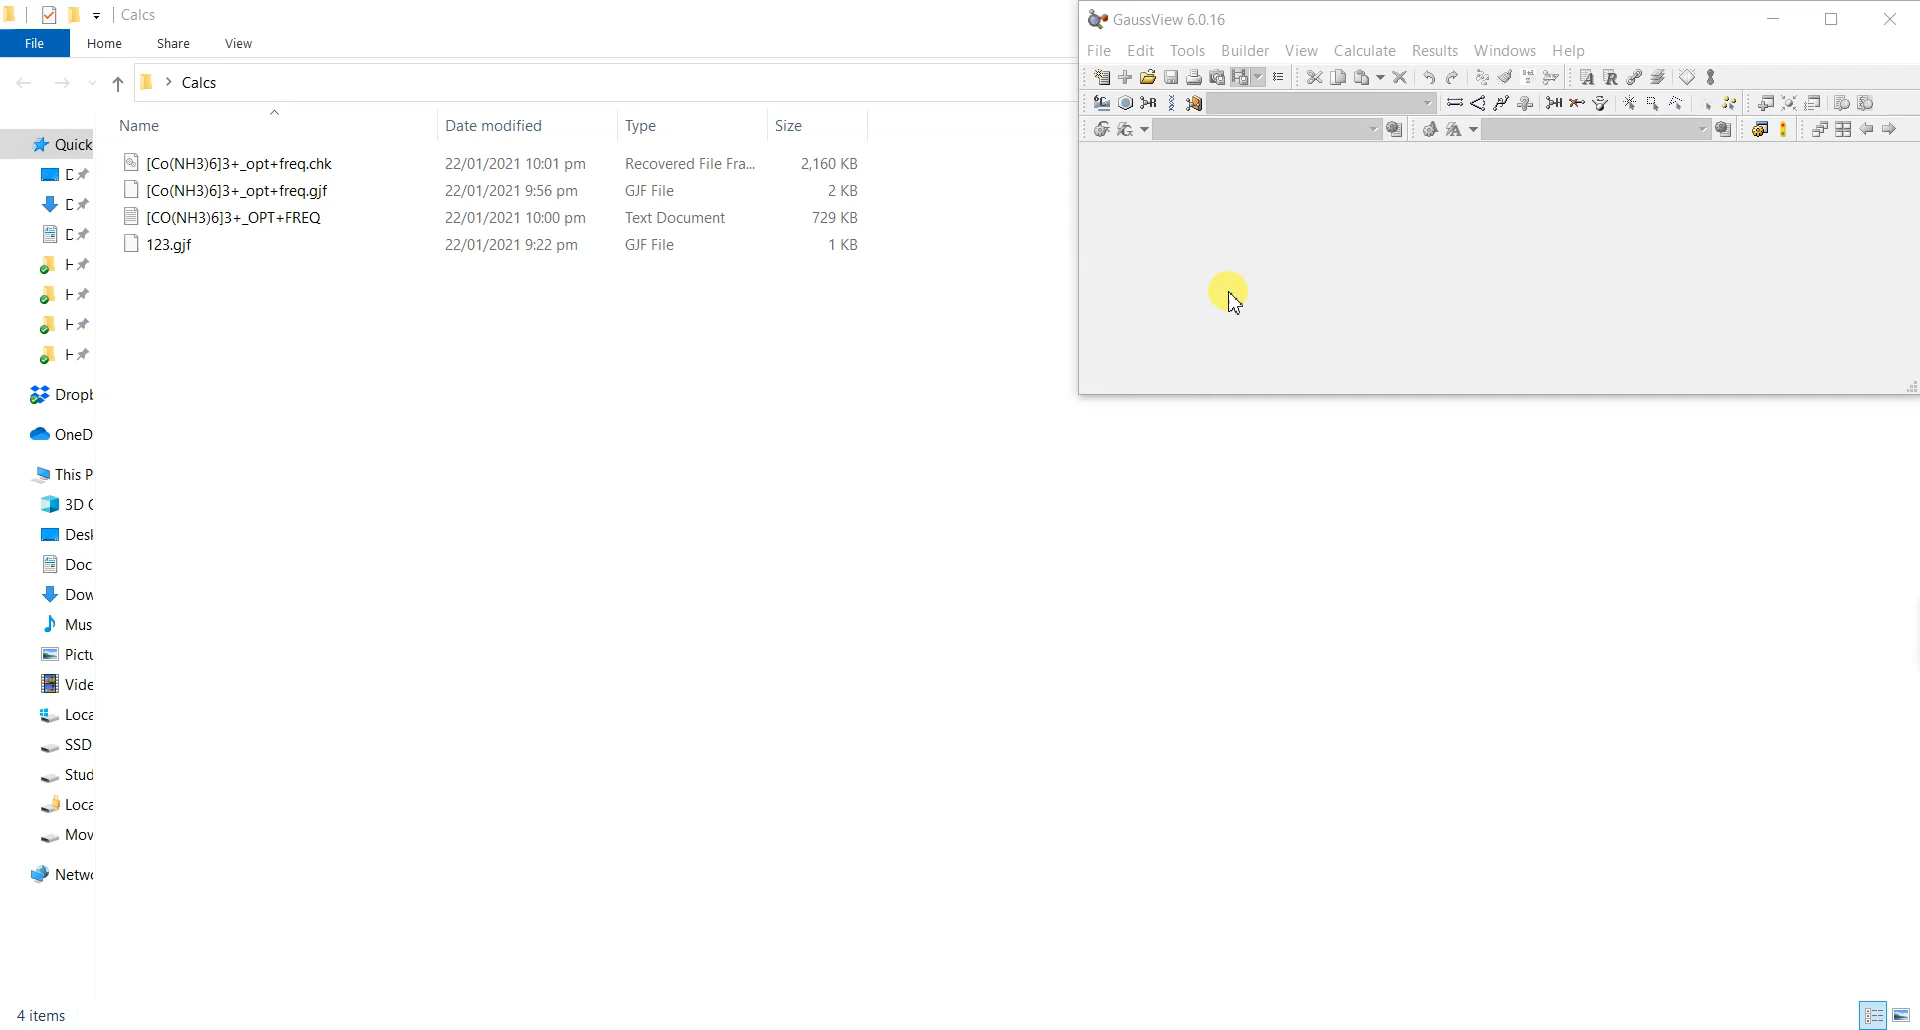 Calcs
File Home Share View
Calcs
Name Date modified Type Size
[Co(NH3)6]3+_opt+freq.chk 22/01/2021 10:01 pm Recovered File Fra... 2,160 KB
[Co(NH3)6]3+_opt+freq.gjf 22/01/2021 9:56 pm GJF File 2 KB
[CO(NH3)6]3+_OPT+FREQ 22/01/2021 10:00 pm Text Document 729 KB
123.gjf 22/01/2021 9:22 pm GJF File 1 KB
Quick
Dropb
OneD
This P
3D
Desk
Doc
Dow
Mus
Pictu
Vide
Loca
SSD
Stud
Loca
Mov
Netwo
4 items
GaussView 6.0.16
File Edit Tools Builder View Calculate Results Windows Help